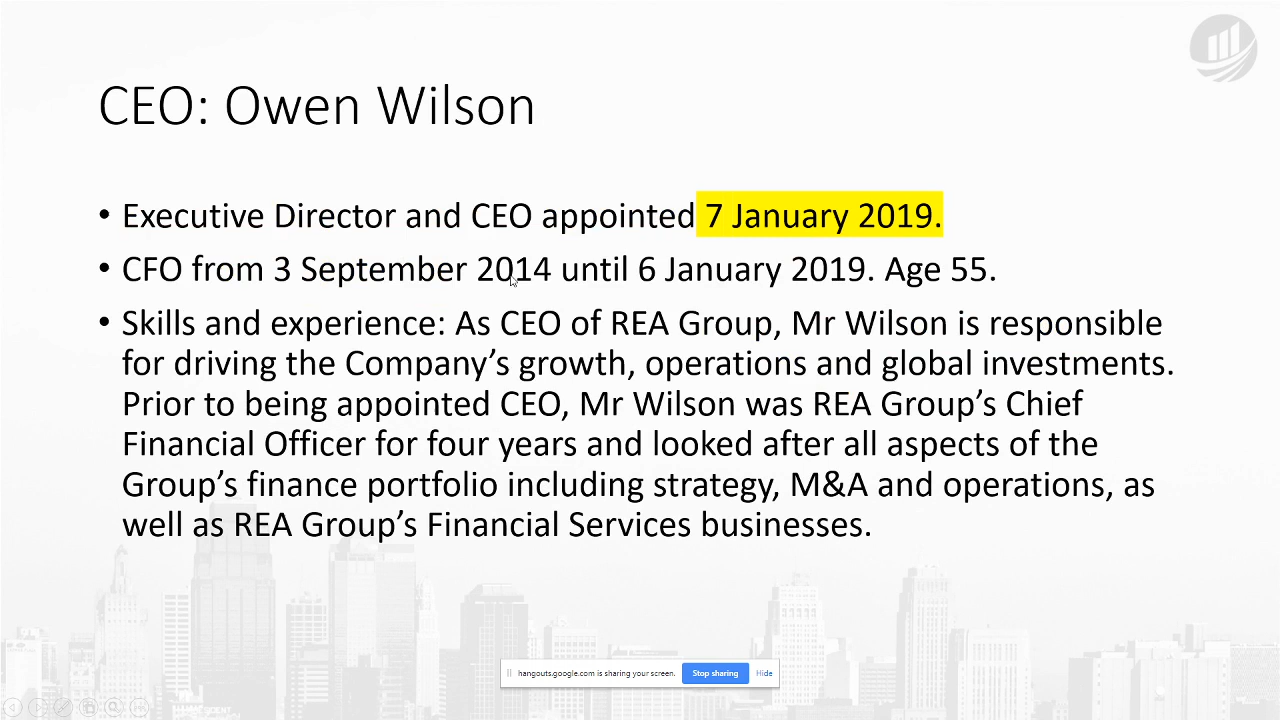 CEO: Owen Wilson
• Executive Director and CEO appointed 7 January 2019.
• CFO from 3 September 2014 until 6 January 2019. Age 55.
• Skills and experience: As CEO of REA Group, Mr Wilson is responsible
for driving the Company’s growth, operations and global investments.
Prior to being appointed CEO, Mr Wilson was REA Group’s Chief
Financial Officer for four years and looked after all aspects of the
Group’s finance portfolio including strategy, M&A and operations, as
well as REA Group’s Financial Services businesses.
hangouts.google.com is sharing your screen. Stop sharing Hide